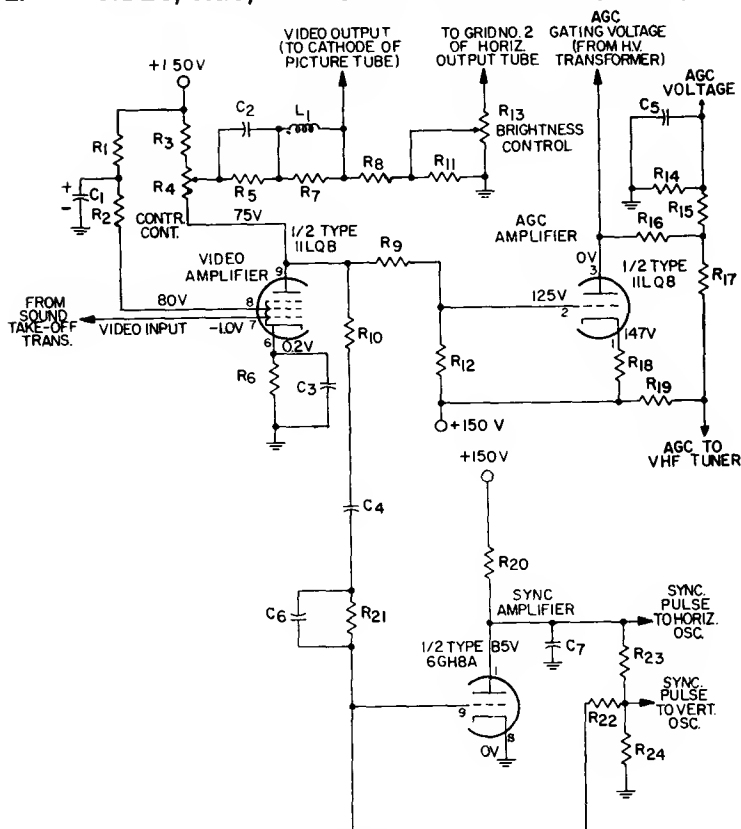 VIDEO OUTPUT
(TO CATHODE OF
PICTURE TUBE)
TO GRID NO. 2
OF HORIZ.
OUTPUT TUBE
AGC
GATING VOLTAGE
(FROM H.V.
TRANSFORMER)
AGC
VOLTAGE
+150V
C2
L1
R13
BRIGHTNESS
CONTROL
C5
R1
R3
R14
R15
+
-
C1
R2
R4
R5
R7
R8
R11
R16
CONTR.
CONT.
75V
1/2 TYPE
11LQ8
AGC
AMPLIFIER
VIDEO
AMPLIFIER
9
R9
0V
3
1/2 TYPE
11LQ8
R17
FROM
SOUND
TAKE-OFF
TRANS.
80V
8
VIDEO INPUT
-1.0V
7
6
0.2V
125V
2
147V
1
R10
R12
R18
R6
C3
R19
+150V
AGC TO
VHF TUNER
+150V
C4
R20
SYNC
AMPLIFIER
SYNC.
PULSE
TO HORIZ.
OSC.
C6
R21
1/2 TYPE
6GH8A
85V
1
C7
R23
9
8
0V
R22
SYNC.
PULSE
TO VERT.
OSC.
R24